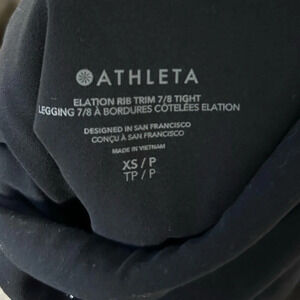 ATHLETA
ELATION RIB TRIM 7/8 TIGHT
LEGGING 7/8 À BORDURES CÔTELÉES ELATION
DESIGNED IN SAN FRANCISCO
CONÇU À SAN FRANCISCO
MADE IN VIETNAM
XS / P
TP / P